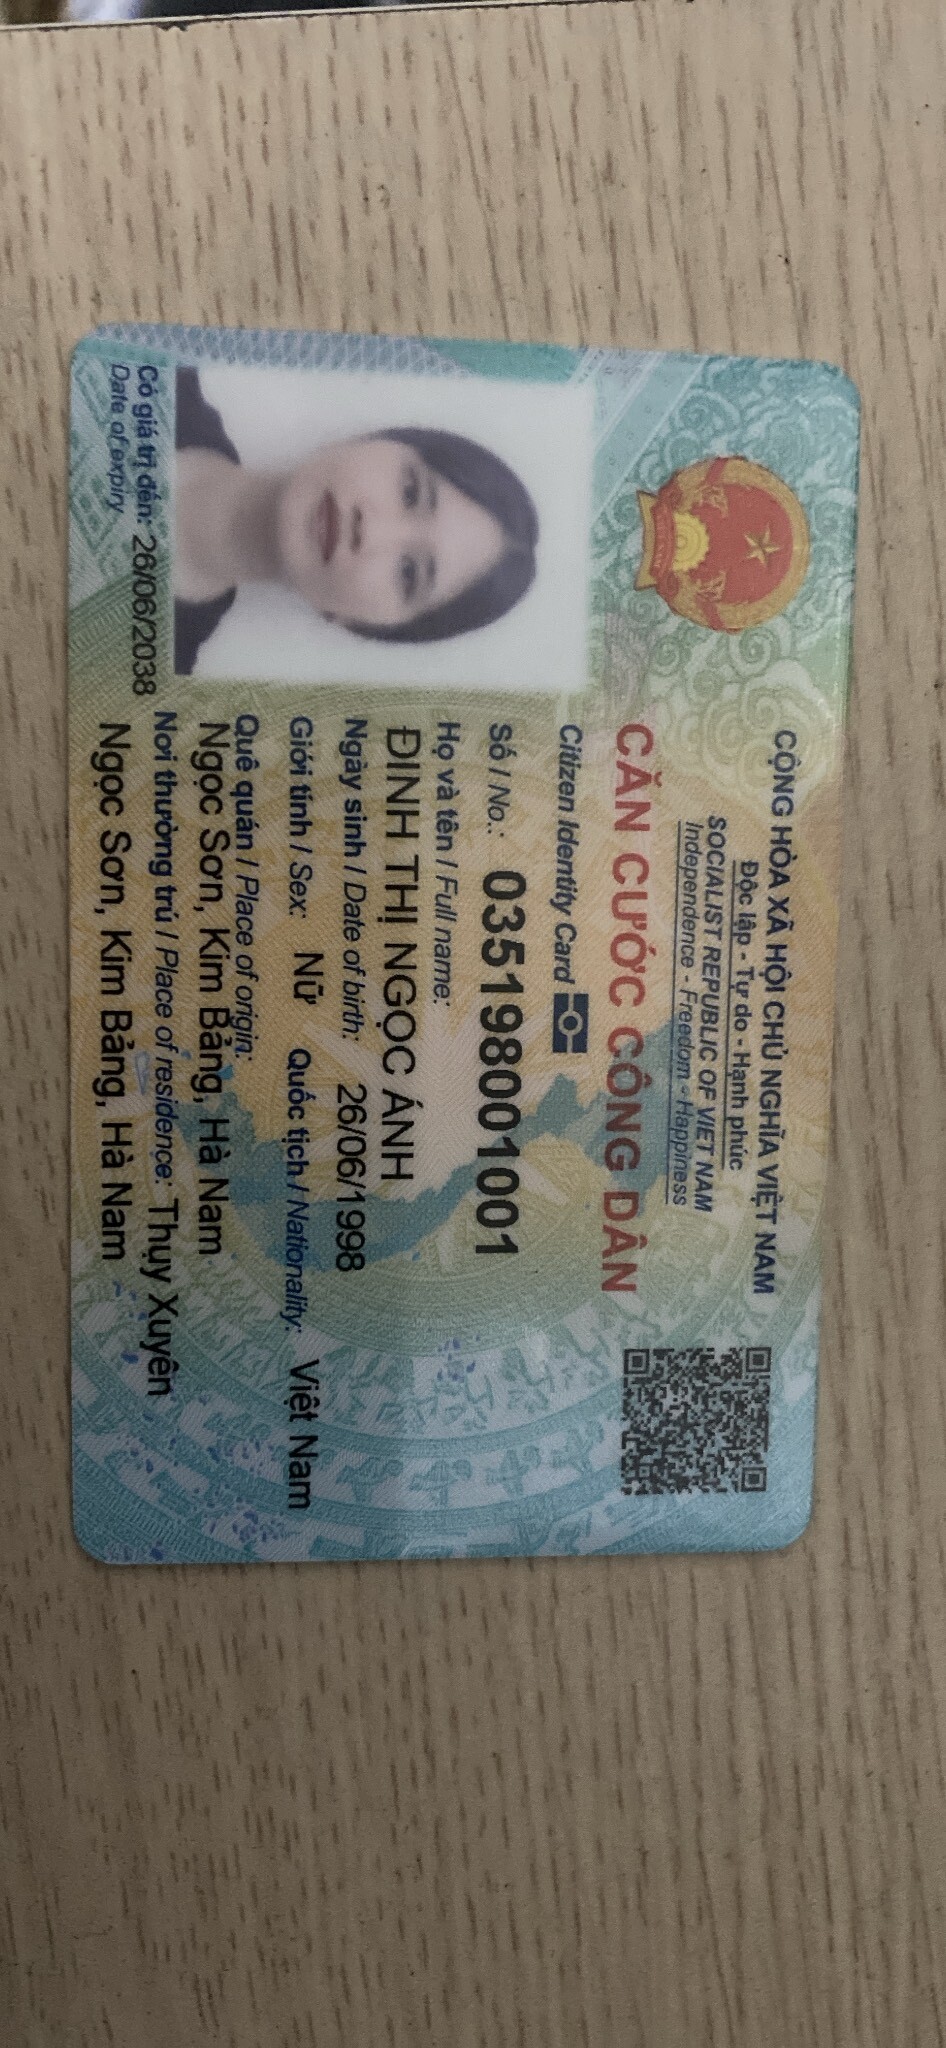 CỘNG HÒA XÃ HỘI CHỦ NGHĨA VIỆT NAM
Độc lập - Tự do - Hạnh phúc
SOCIALIST REPUBLIC OF VIET NAM
Independence - Freedom - Happiness
CĂN CƯỚC CÔNG DÂN
Citizen Identity Card
Số / No.: 035198001001
Họ và tên / Full name:
ĐINH THỊ NGỌC ÁNH
Ngày sinh / Date of birth: 26/06/1998
Giới tính / Sex: Nữ Quốc tịch / Nationality: Việt Nam
Quê quán / Place of origin:
Ngọc Sơn, Kim Bảng, Hà Nam
Nơi thường trú / Place of residence: Thụy Xuyên
Ngọc Sơn, Kim Bảng, Hà Nam
Có giá trị đến: 26/06/2038
Date of expiry